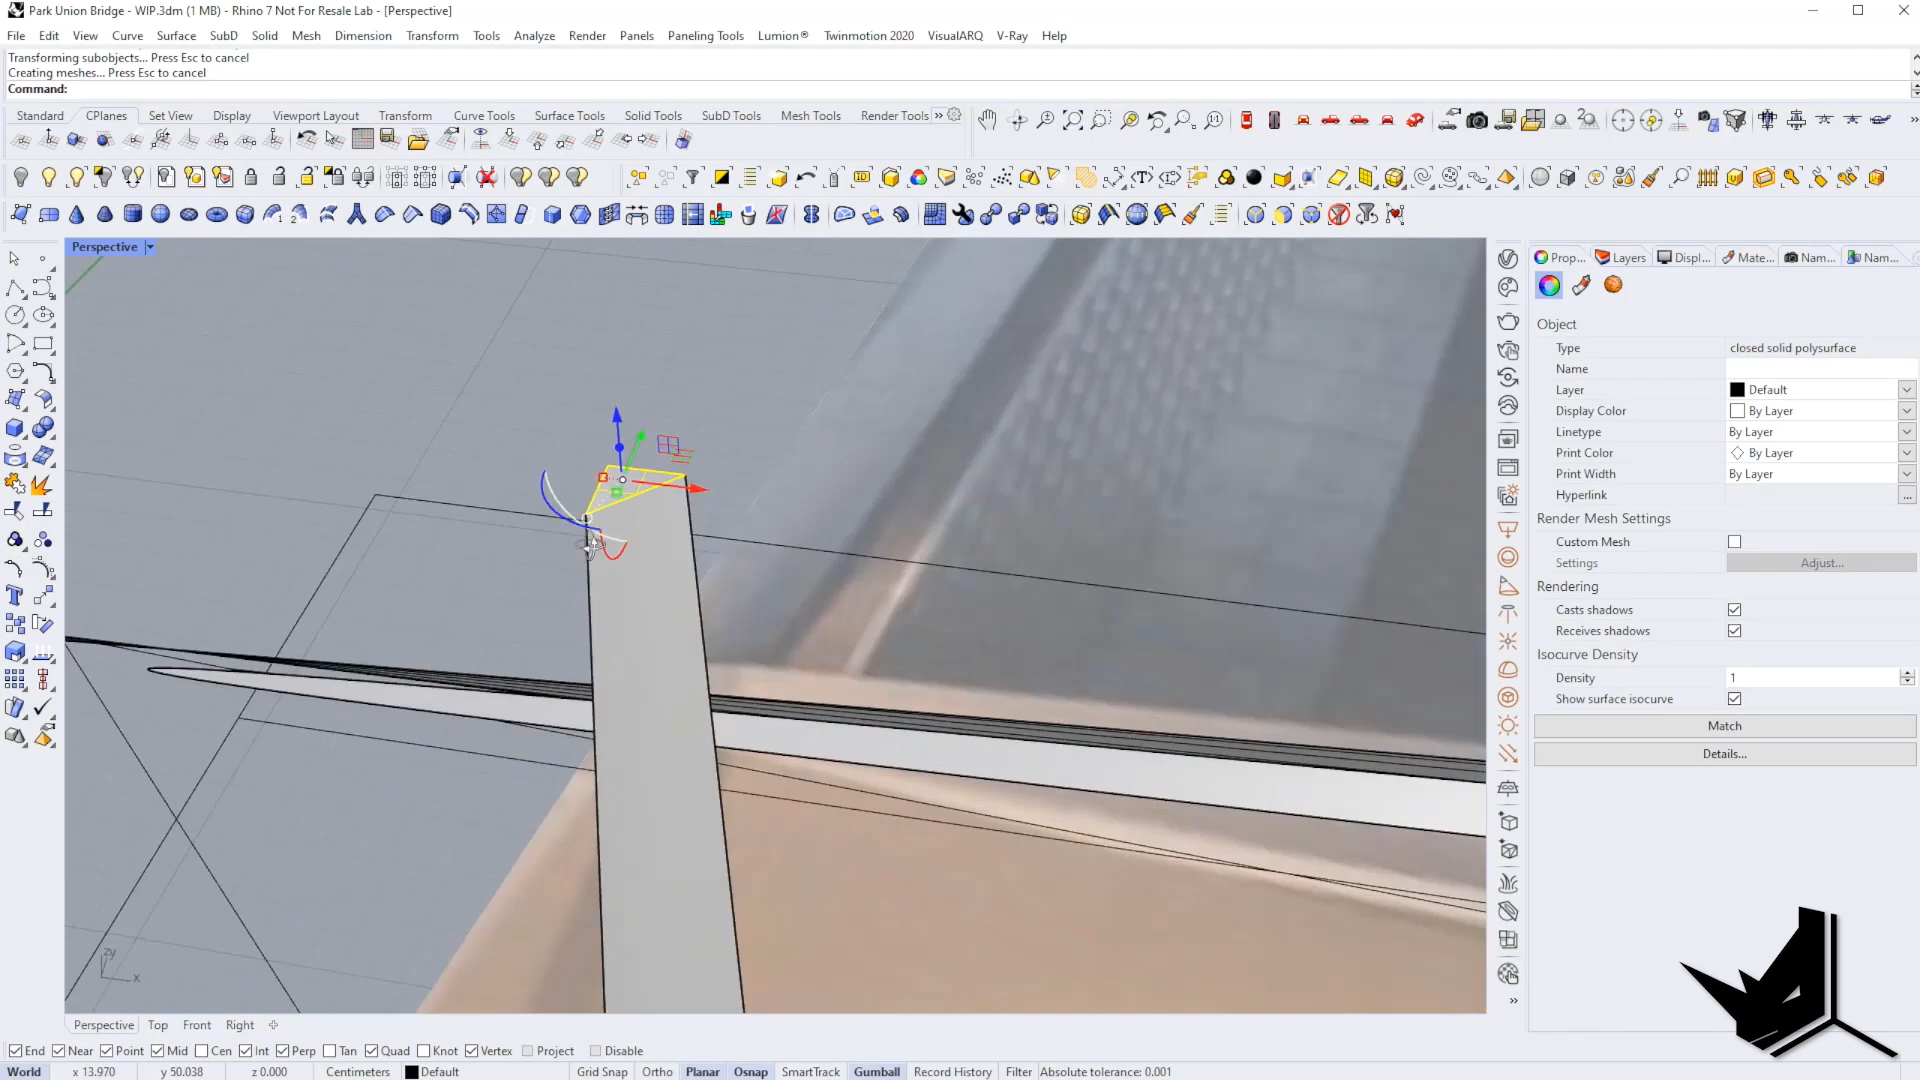 Park Union Bridge - WIP.3dm (1 MB) - Rhino 7 Not For Resale Lab - [Perspective]
File Edit View Curve Surface SubD Solid Mesh Dimension Transform Tools Analyze Render Panels Paneling Tools Lumion® Twinmotion 2020 VisualARQ V-Ray Help
Transforming subobjects... Press Esc to cancel
Creating meshes... Press Esc to cancel
Command:
Standard CPlanes Set View Display Viewport Layout Transform Curve Tools Surface Tools Solid Tools SubD Tools Mesh Tools Render Tools »
Perspective
Prop... Layers Displ... Mate... Nam... Nam...
Object
Type closed solid polysurface
Name
Layer Default
Display Color By Layer
Linetype By Layer
Print Color By Layer
Print Width By Layer
Hyperlink ...
Render Mesh Settings
Custom Mesh
Settings Adjust...
Rendering
Casts shadows
Receives shadows
Isocurve Density
Density 1
Show surface isocurve
Match
Details...
zy
x
Perspective Top Front Right
End Near Point Mid Cen Int Perp Tan Quad Knot Vertex Project Disable
World x 13.970 y 50.038 z 0.000 Centimeters Default Grid Snap Ortho Planar Osnap SmartTrack Gumball Record History Filter Absolute tolerance: 0.001